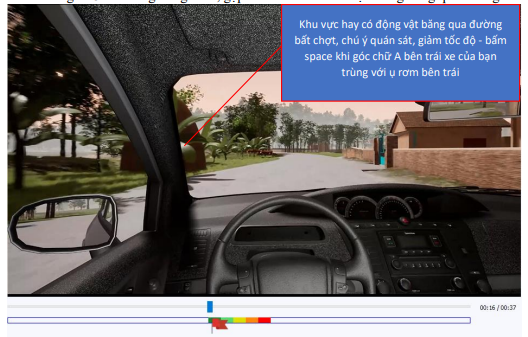 Khu vực hay có động vật băng qua đường
bất chợt, chú ý quán sát, giảm tốc độ - bấm
space khi góc chữ A bên trái xe của bạn
trùng với ụ rơm bên trái
00:16 / 00:37